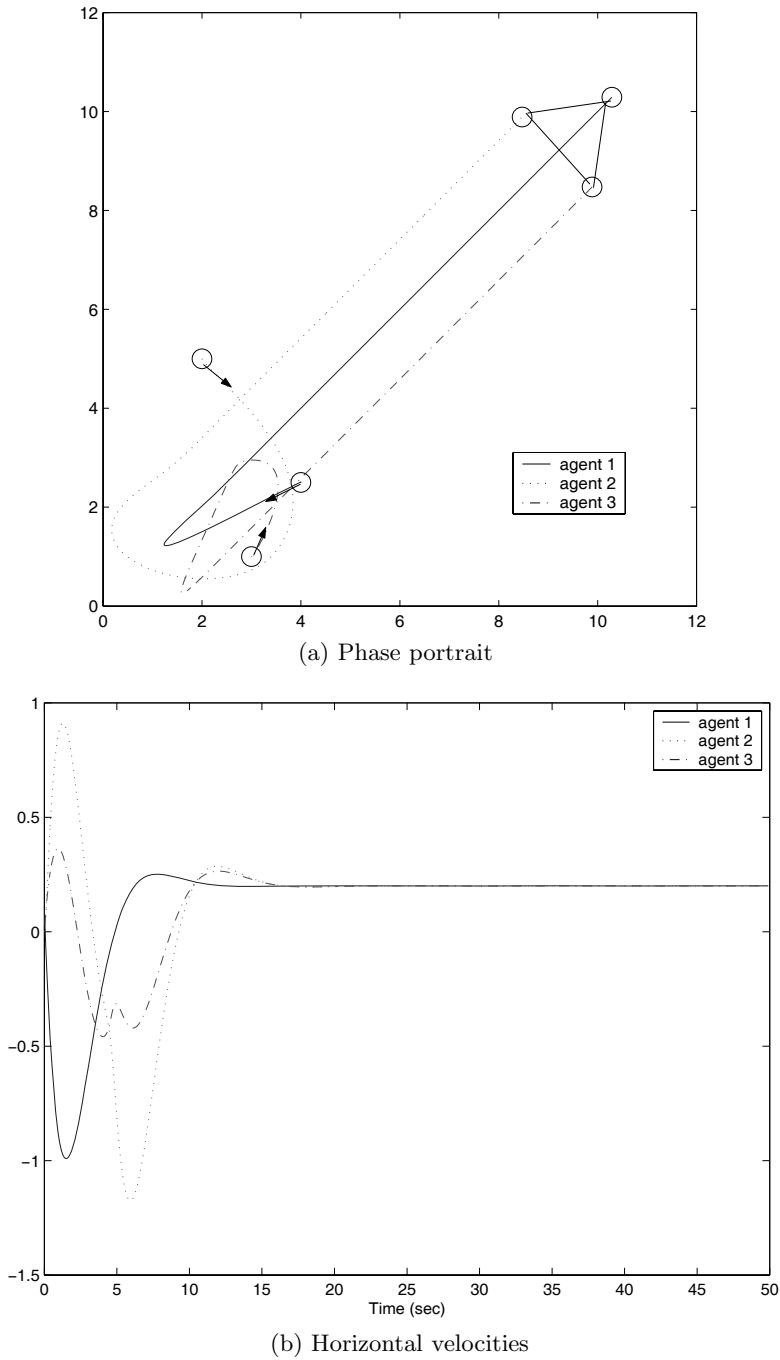 12
10
8
6
4
2
0
agent 1
agent 2
agent 3
0 2 4 6 8 10 12
(a) Phase portrait
1
0.5
0
−0.5
−1
−1.5
agent 1
agent 2
agent 3
0 5 10 15 20 25 30 35 40 45 50
Time (sec)
(b) Horizontal velocities